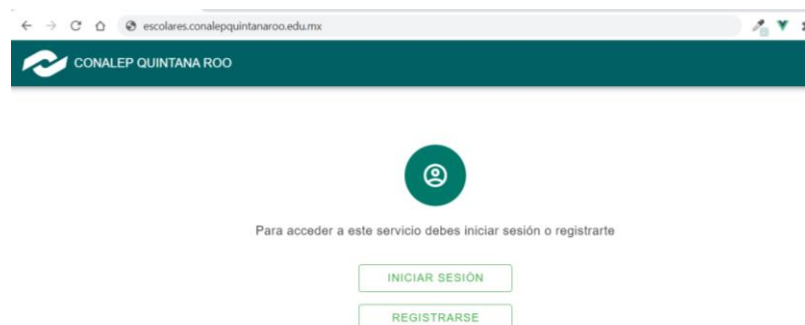 escolares.conalepquintanaroo.edu.mx
CONALEP QUINTANA ROO
Para acceder a este servicio debes iniciar sesión o registrarte
INICIAR SESIÓN
REGISTRARSE